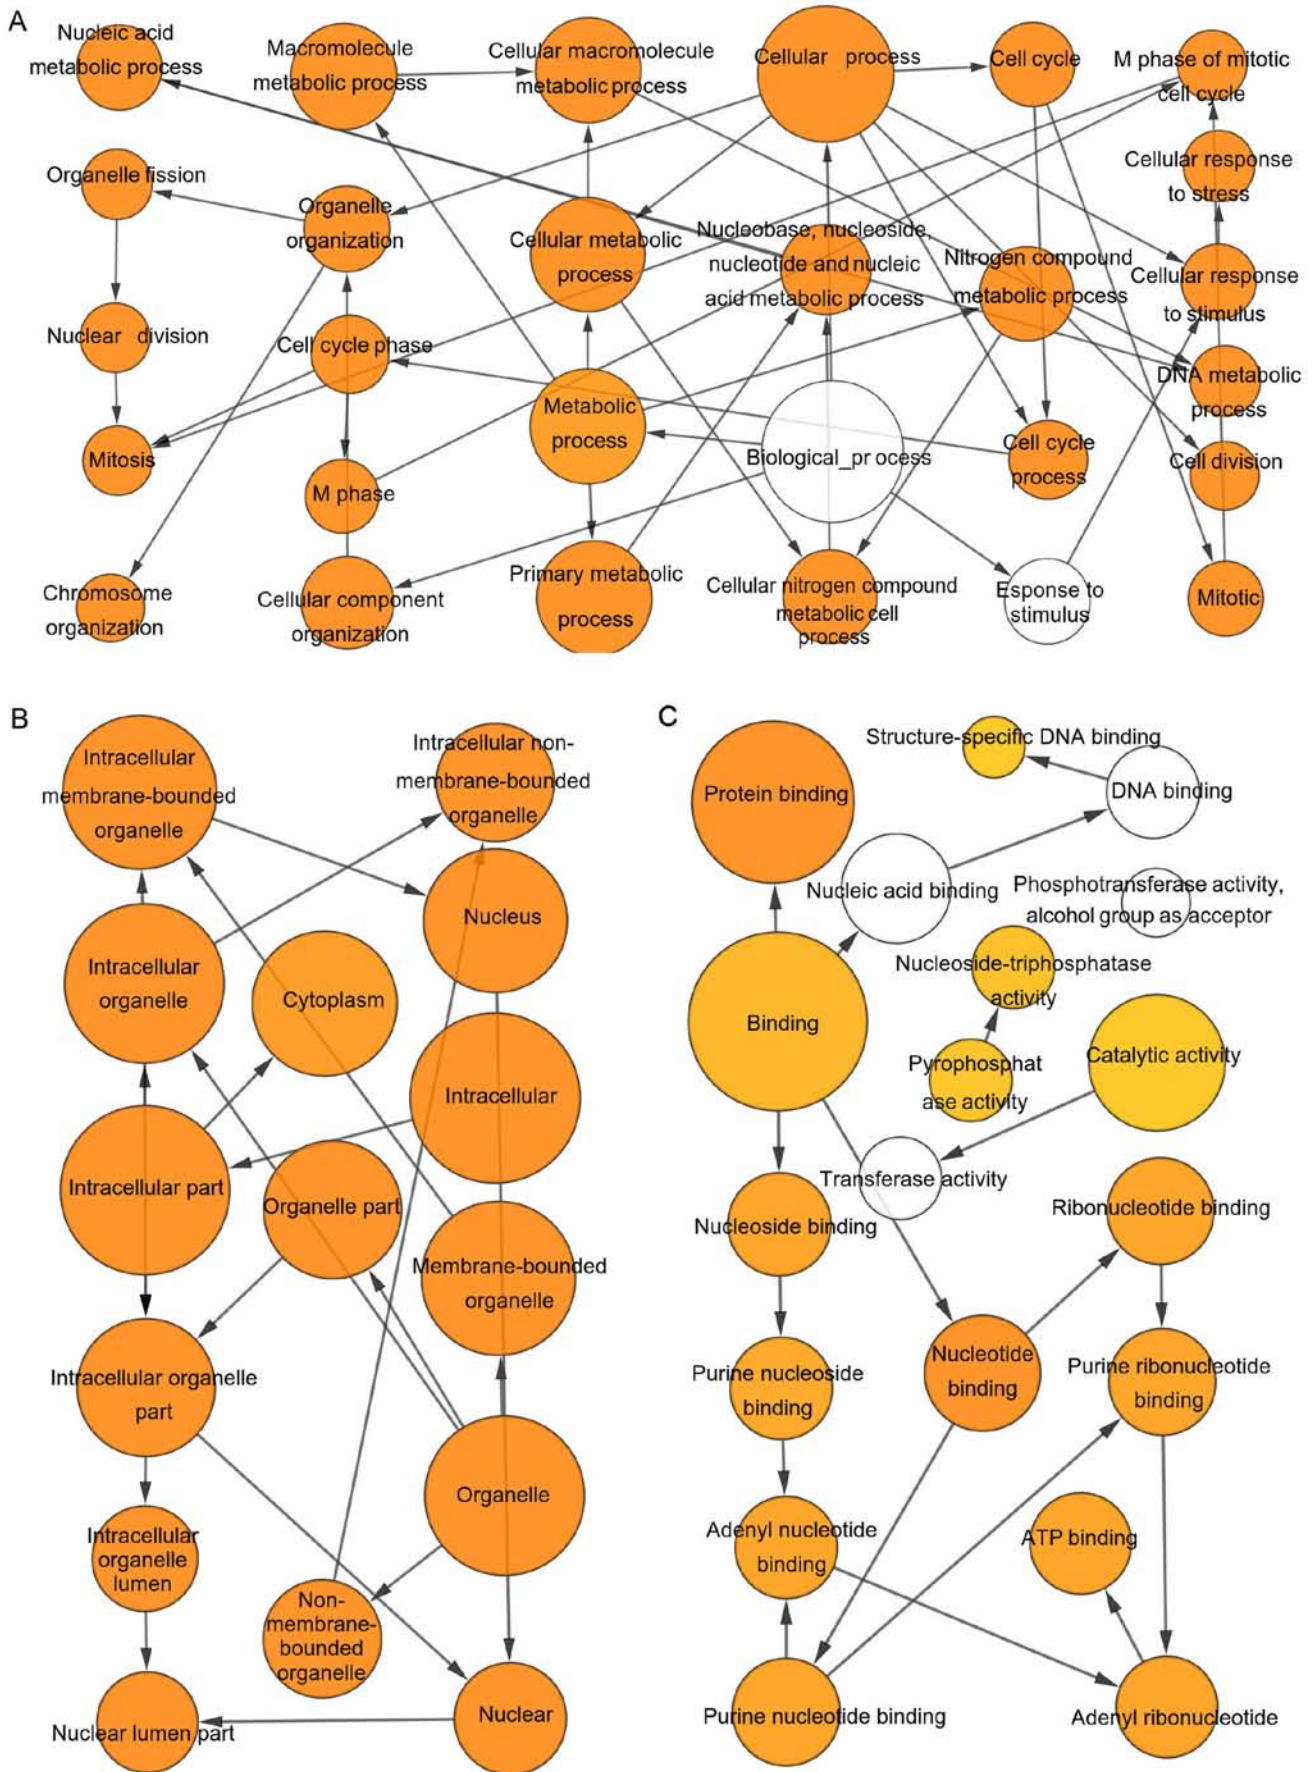 A
Nucleic acid
metabolic process
Macromolecule
metabolic process
Cellular macromolecule
metabolic process
Cellular process
Cell cycle
M phase of mitotic
cell cycle
Organelle fission
Organelle
organization
Cellular metabolic
process
Nucleobase, nucleoside,
nucleotide and nucleic
acid metabolic process
Nitrogen compound
metabolic process
Cellular response
to stress
Cellular response
to stimulus
Nuclear division
Cell cycle phase
Metabolic
process
Biological_pr ocess
Cell cycle
process
DNA metabolic
process
Cell division
Mitosis
M phase
Chromosome
organization
Cellular component
organization
Primary metabolic
process
Cellular nitrogen compound
metabolic cell
process
Esponse to
stimulus
Mitotic
B
Intracellular
membrane-bounded
organelle
Intracellular non-
membrane-bounded
organelle
Nucleus
Intracellular
organelle
Cytoplasm
Intracellular
Intracellular part
Organelle part
Membrane-bounded
organelle
Intracellular organelle
part
Organelle
Intracellular
organelle
lumen
Non-
membrane-
bounded
organelle
Nuclear lumen part
Nuclear
C
Structure-specific DNA binding
Protein binding
DNA binding
Nucleic acid binding
Phosphotransferase activity,
alcohol group as acceptor
Nucleoside-triphosphatase
activity
Binding
Pyrophosphat
ase activity
Catalytic activity
Transferase activity
Nucleoside binding
Ribonucleotide binding
Purine nucleoside
binding
Nucleotide
binding
Purine ribonucleotide
binding
Adenyl nucleotide
binding
ATP binding
Purine nucleotide binding
Adenyl ribonucleotide